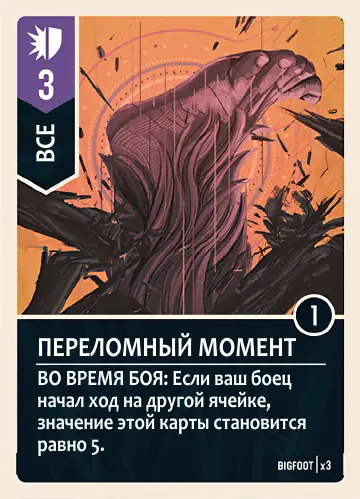 3
ВСЕ
1
ПЕРЕЛОМНЫЙ МОМЕНТ
ВО ВРЕМЯ БОЯ: Если ваш боец
начал ход на другой ячейке,
значение этой карты становится
равно 5.
BIGFOOT | x3